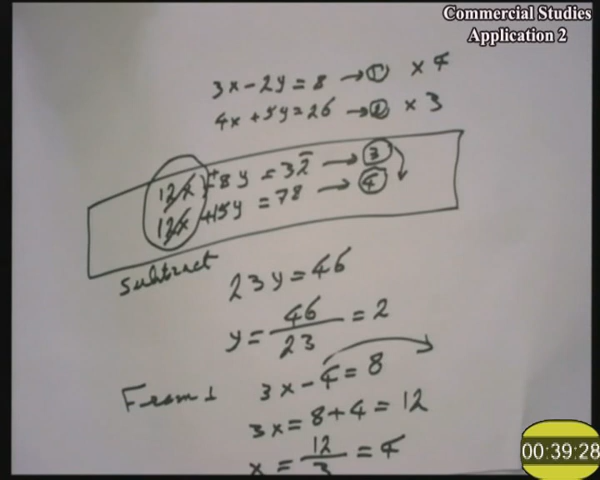 Commercial Studies
Application 2
3x - 2y = 8 → ① × 4
4x + 5y = 26 → ② × 3
12x - 8y = 32 → ③
12x + 15y = 78 → ④
Subtract
23y = 46
y = 46/23 = 2
From 1 3x - 4 = 8
3x = 8 + 4 = 12
x = 12/3 = 4
00:39:28